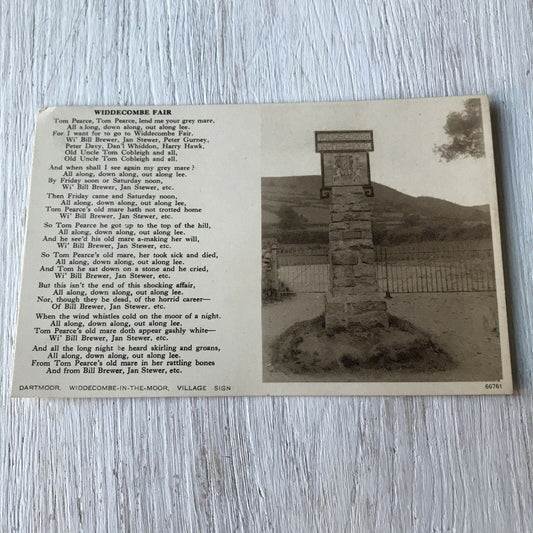 WIDDECOMBE FAIR
Tom Pearce, Tom Pearce, lend me your grey mare,
All along, down along, out along lee.
For I want for to go to Widdecombe Fair.
Wi' Bill Brewer, Jan Stewer, Peter Gurney,
Peter Davy, Dan'l Whiddon, Harry Hawk,
Old Uncle Tom Cobleigh and all,
Old Uncle Tom Cobleigh and all.
And when shall I see again my grey mare?
All along, down along, out along lee,
By Friday soon or Saturday noon,
Wi' Bill Brewer, Jan Stewer, etc.
Then Friday came and Saturday noon,
All along, down along, out along lee,
Tom Pearce's old mare hath not trotted home
Wi' Bill Brewer, Jan Stewer, etc.
So Tom Pearce he got up to the top of the hill,
All along, down along, out along lee,
And he see'd his old mare a-making her will,
Wi' Bill Brewer, Jan Stewer, etc.
So Tom Pearce's old mare, her took sick and died,
All along, down along, out along lee,
And Tom he sat down on a stone and he cried,
Wi' Bill Brewer, Jan Stewer, etc.
But this isn't the end of this shocking affair,
All along, down along, out along lee,
Nor, though they be dead, of the horrid career—
Of Bill Brewer, Jan Stewer, etc.
When the wind whistles cold on the moor of a night.
All along, down along, out along lee,
Tom Pearce's old mare doth appear gashly white—
Wi' Bill Brewer, Jan Stewer, etc.
And all the long night be heard skirling and groans,
All along, down along, out along lee,
From Tom Pearce's old mare in her rattling bones
And from Bill Brewer, Jan Stewer, etc.
DARTMOOR, WIDDECOMBE-IN-THE-MOOR, VILLAGE SIGN
66761